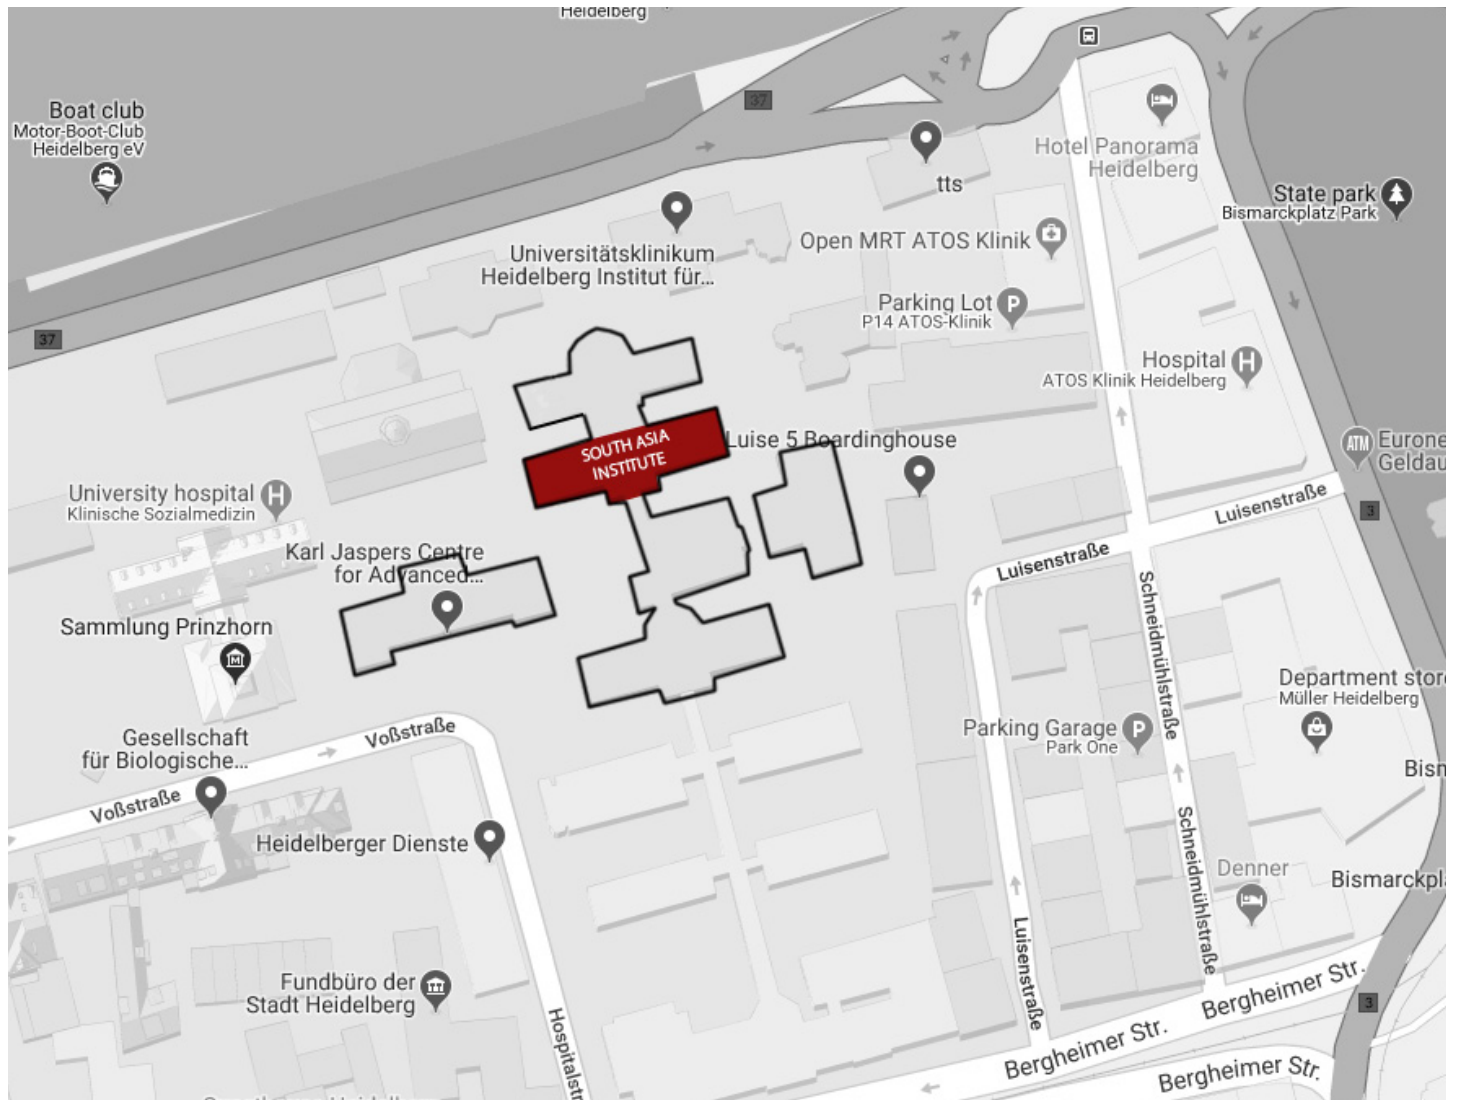 Heidelberg
Boat club
Motor-Boot-Club
Heidelberg eV
37
37
tts
Hotel Panorama
Heidelberg
State park
Bismarckplatz Park
Universitätsklinikum
Heidelberg Institut für...
Open MRT ATOS Klinik
Parking Lot
P
P14 ATOS-Klinik
Hospital
H
ATOS Klinik Heidelberg
SOUTH ASIA
INSTITUTE
Luise 5 Boardinghouse
ATM
Eurone
Geldau
University hospital
H
Klinische Sozialmedizin
Luisenstraße
3
Karl Jaspers Centre
for Advanced...
Luisenstraße
Schneidmühlstraße
Sammlung Prinzhorn
M
Department stor
Müller Heidelberg
Voßstraße
Parking Garage
P
Park One
Gesellschaft
für Biologische...
Bism
Voßstraße
Heidelberger Dienste
Schneidmühlstraße
Denner
Bismarckpla
Luisenstraße
Fundbüro der
Stadt Heidelberg
Hospitalstr
Bergheimer Str.
3
Bergheimer Str.
Bergheimer Str.